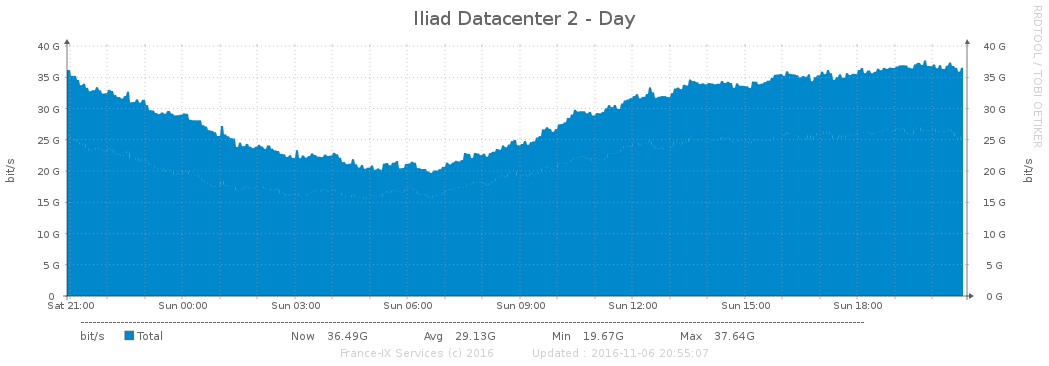 Iliad Datacenter 2 - Day
RRDTOOL / TOBI OETIKER
40 G 40 G
35 G 35 G
30 G 30 G
25 G 25 G
20 G 20 G
15 G 15 G
10 G 10 G
5 G 5 G
0 0 G
bit/s bit/s
Sat 21:00 Sun 00:00 Sun 03:00 Sun 06:00 Sun 09:00 Sun 12:00 Sun 15:00 Sun 18:00
bit/s Total Now 36.49G Avg 29.13G Min 19.67G Max 37.64G
France-IX Services (c) 2016 Updated : 2016-11-06 20:55:07